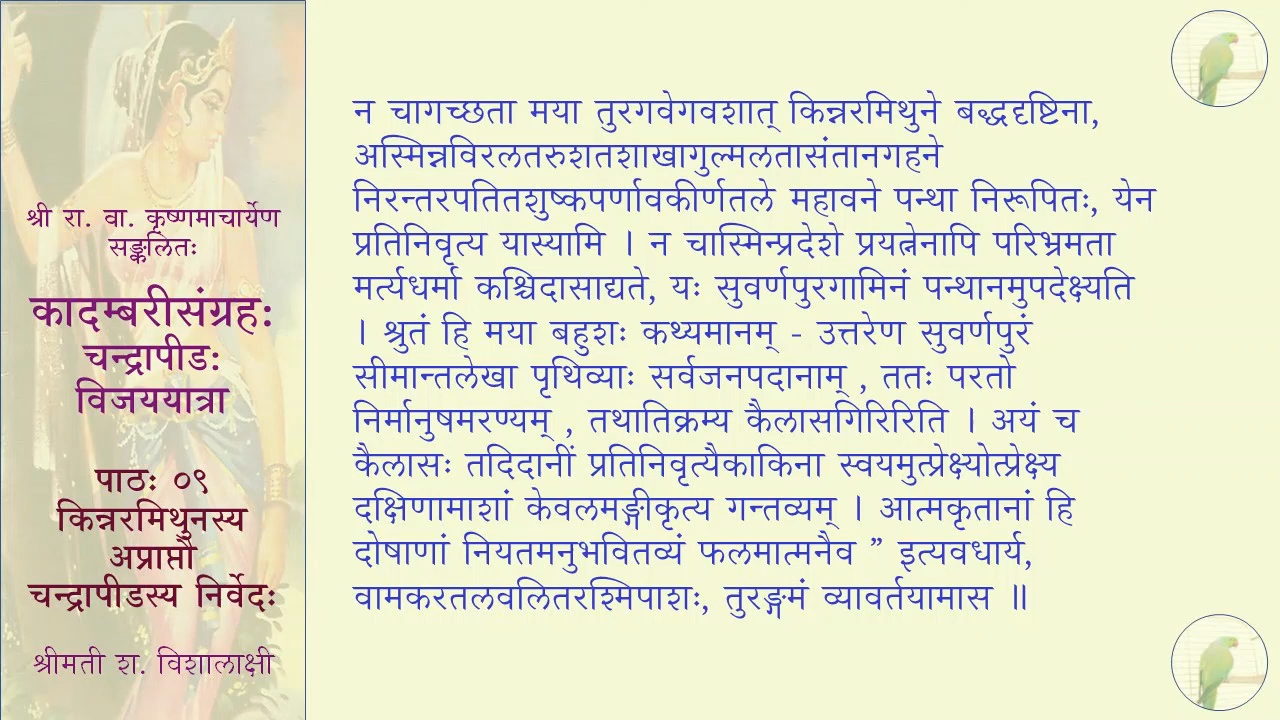 श्री रा. वा. कृष्णमाचार्येण
सङ्कलितः
कादम्बरीसंग्रह:
चन्द्रापीड:
विजययात्रा
पाठः ०९
किन्नरमिथुनस्य
अप्राप्तौ
चन्द्रापीडस्य निर्वेदः
श्रीमती श. विशालाक्षी
न चागच्छता मया तुरगवेगवशात् किन्नरमिथुने बद्धदृष्टिना,
अस्मिन्नविरलतरुशतशाखागुल्मलतासंतानगहने
निरन्तरपतितशुष्कपर्णावकीर्णतले महावने पन्था निरूपितः, येन
प्रतिनिवृत्य यास्यामि । न चास्मिन्प्रदेशे प्रयत्नेनापि परिभ्रमता
मर्त्यधर्मा कश्चिदासाद्यते, यः सुवर्णपुरगामिनं पन्थानमुपदेक्ष्यति
। श्रुतं हि मया बहुशः कथ्यमानम् - उत्तरेण सुवर्णपुरं
सीमान्तलेखा पृथिव्याः सर्वजनपदानाम् , ततः परतो
निर्मानुषमरण्यम् , तथातिक्रम्य कैलासगिरिरिति । अयं च
कैलासः तदिदानीं प्रतिनिवृत्यैकाकिना स्वयमुत्प्रेक्ष्योत्प्रेक्ष्य
दक्षिणामाशां केवलमङ्गीकृत्य गन्तव्यम् । आत्मकृतानां हि
दोषाणां नियतमनुभवितव्यं फलमात्मनैव ” इत्यवधार्य,
वामकरतलवलितरश्मिपाशः, तुरङ्गमं व्यावर्तयामास ॥